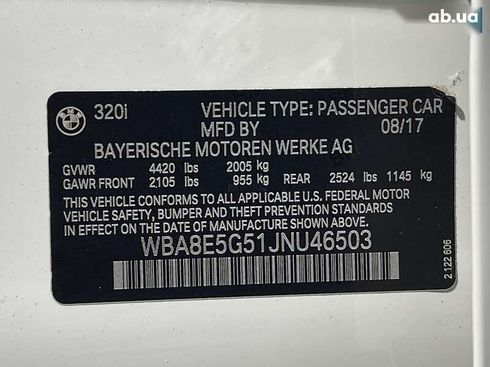 ab.ua
BMW
320i VEHICLE TYPE: PASSENGER CAR
MFD BY 08/17
BAYERISCHE MOTOREN WERKE AG
GVWR 4420 lbs 2005 kg
GAWR FRONT 2,105 lbs 955 kg REAR 2524 lbs 1145 kg
THIS VEHICLE CONFORMS TO ALL APPLICABLE U.S. FEDERAL MOTOR
VEHICLE SAFETY, BUMPER AND THEFT PREVENTION STANDARDS
IN EFFECT ON THE DATE OF MANUFACTURE SHOWN ABOVE.
WBA8E5G51JNU46503
2 122 606